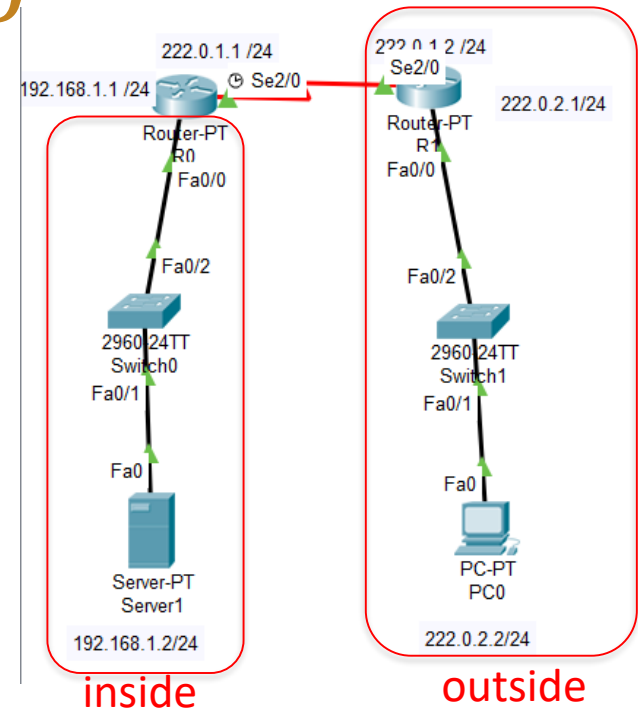 222.0.1.1 /24
192.168.1.1 /24
Se2/0
Router-PT
R0
Fa0/0
Fa0/2
2960-24TT
Switch0
Fa0/1
Fa0
Server-PT
Server1
192.168.1.2/24
inside
222.0.1.2 /24
Se2/0
222.0.2.1/24
Router-PT
R1
Fa0/0
Fa0/2
2960-24TT
Switch1
Fa0/1
Fa0
PC-PT
PC0
222.0.2.2/24
outside